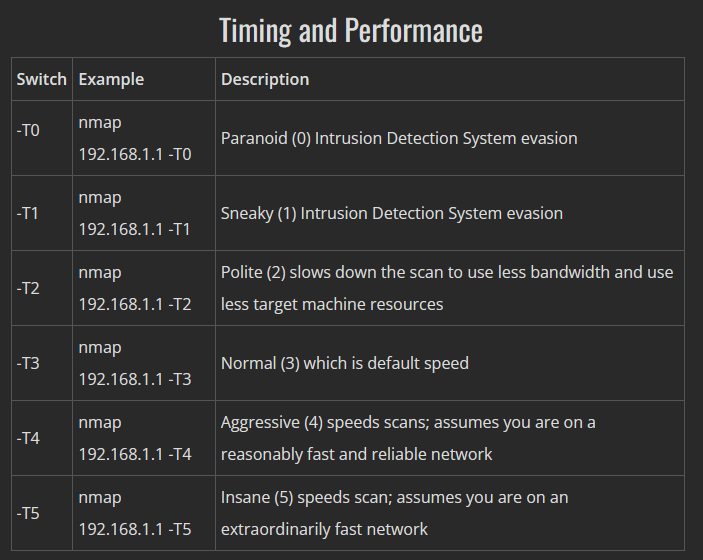 Timing and Performance
Switch Example Description
-T0 nmap 192.168.1.1 -T0 Paranoid (0) Intrusion Detection System evasion
-T1 nmap 192.168.1.1 -T1 Sneaky (1) Intrusion Detection System evasion
-T2 nmap 192.168.1.1 -T2 Polite (2) slows down the scan to use less bandwidth and use
less target machine resources
-T3 nmap 192.168.1.1 -T3 Normal (3) which is default speed
-T4 nmap 192.168.1.1 -T4 Aggressive (4) speeds scans; assumes you are on a
reasonably fast and reliable network
-T5 nmap 192.168.1.1 -T5 Insane (5) speeds scan; assumes you are on an
extraordinarily fast network